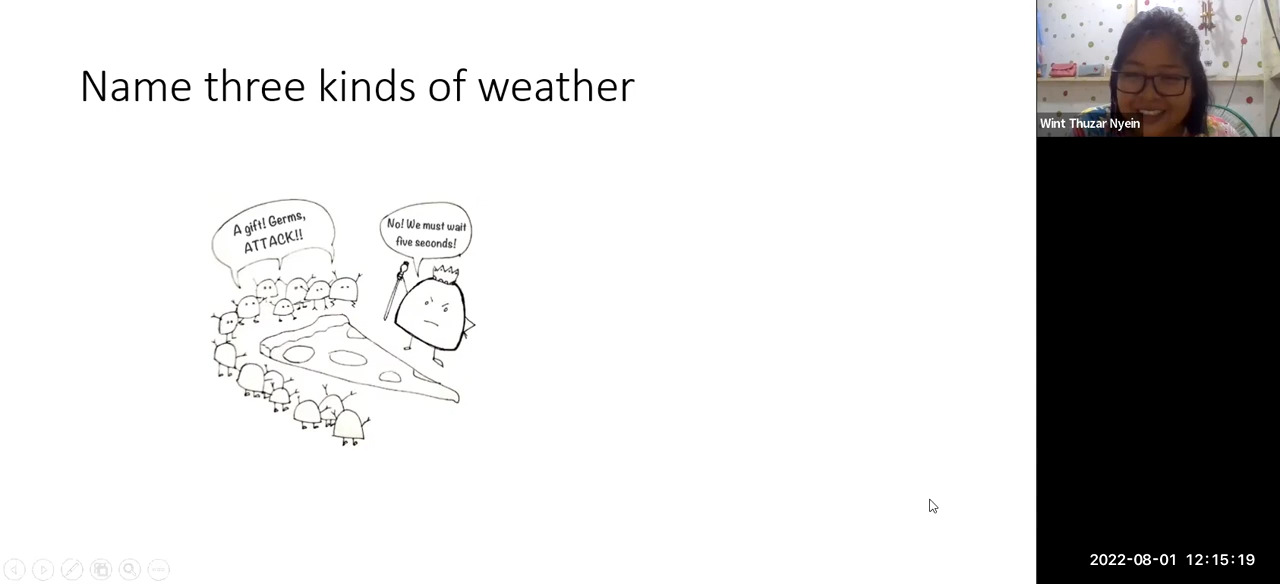 Name three kinds of weather
A gift! Germs,
ATTACK!!
No! We must wait
five seconds!
Wint Thuzar Nyein
2022-08-01 12:15:19